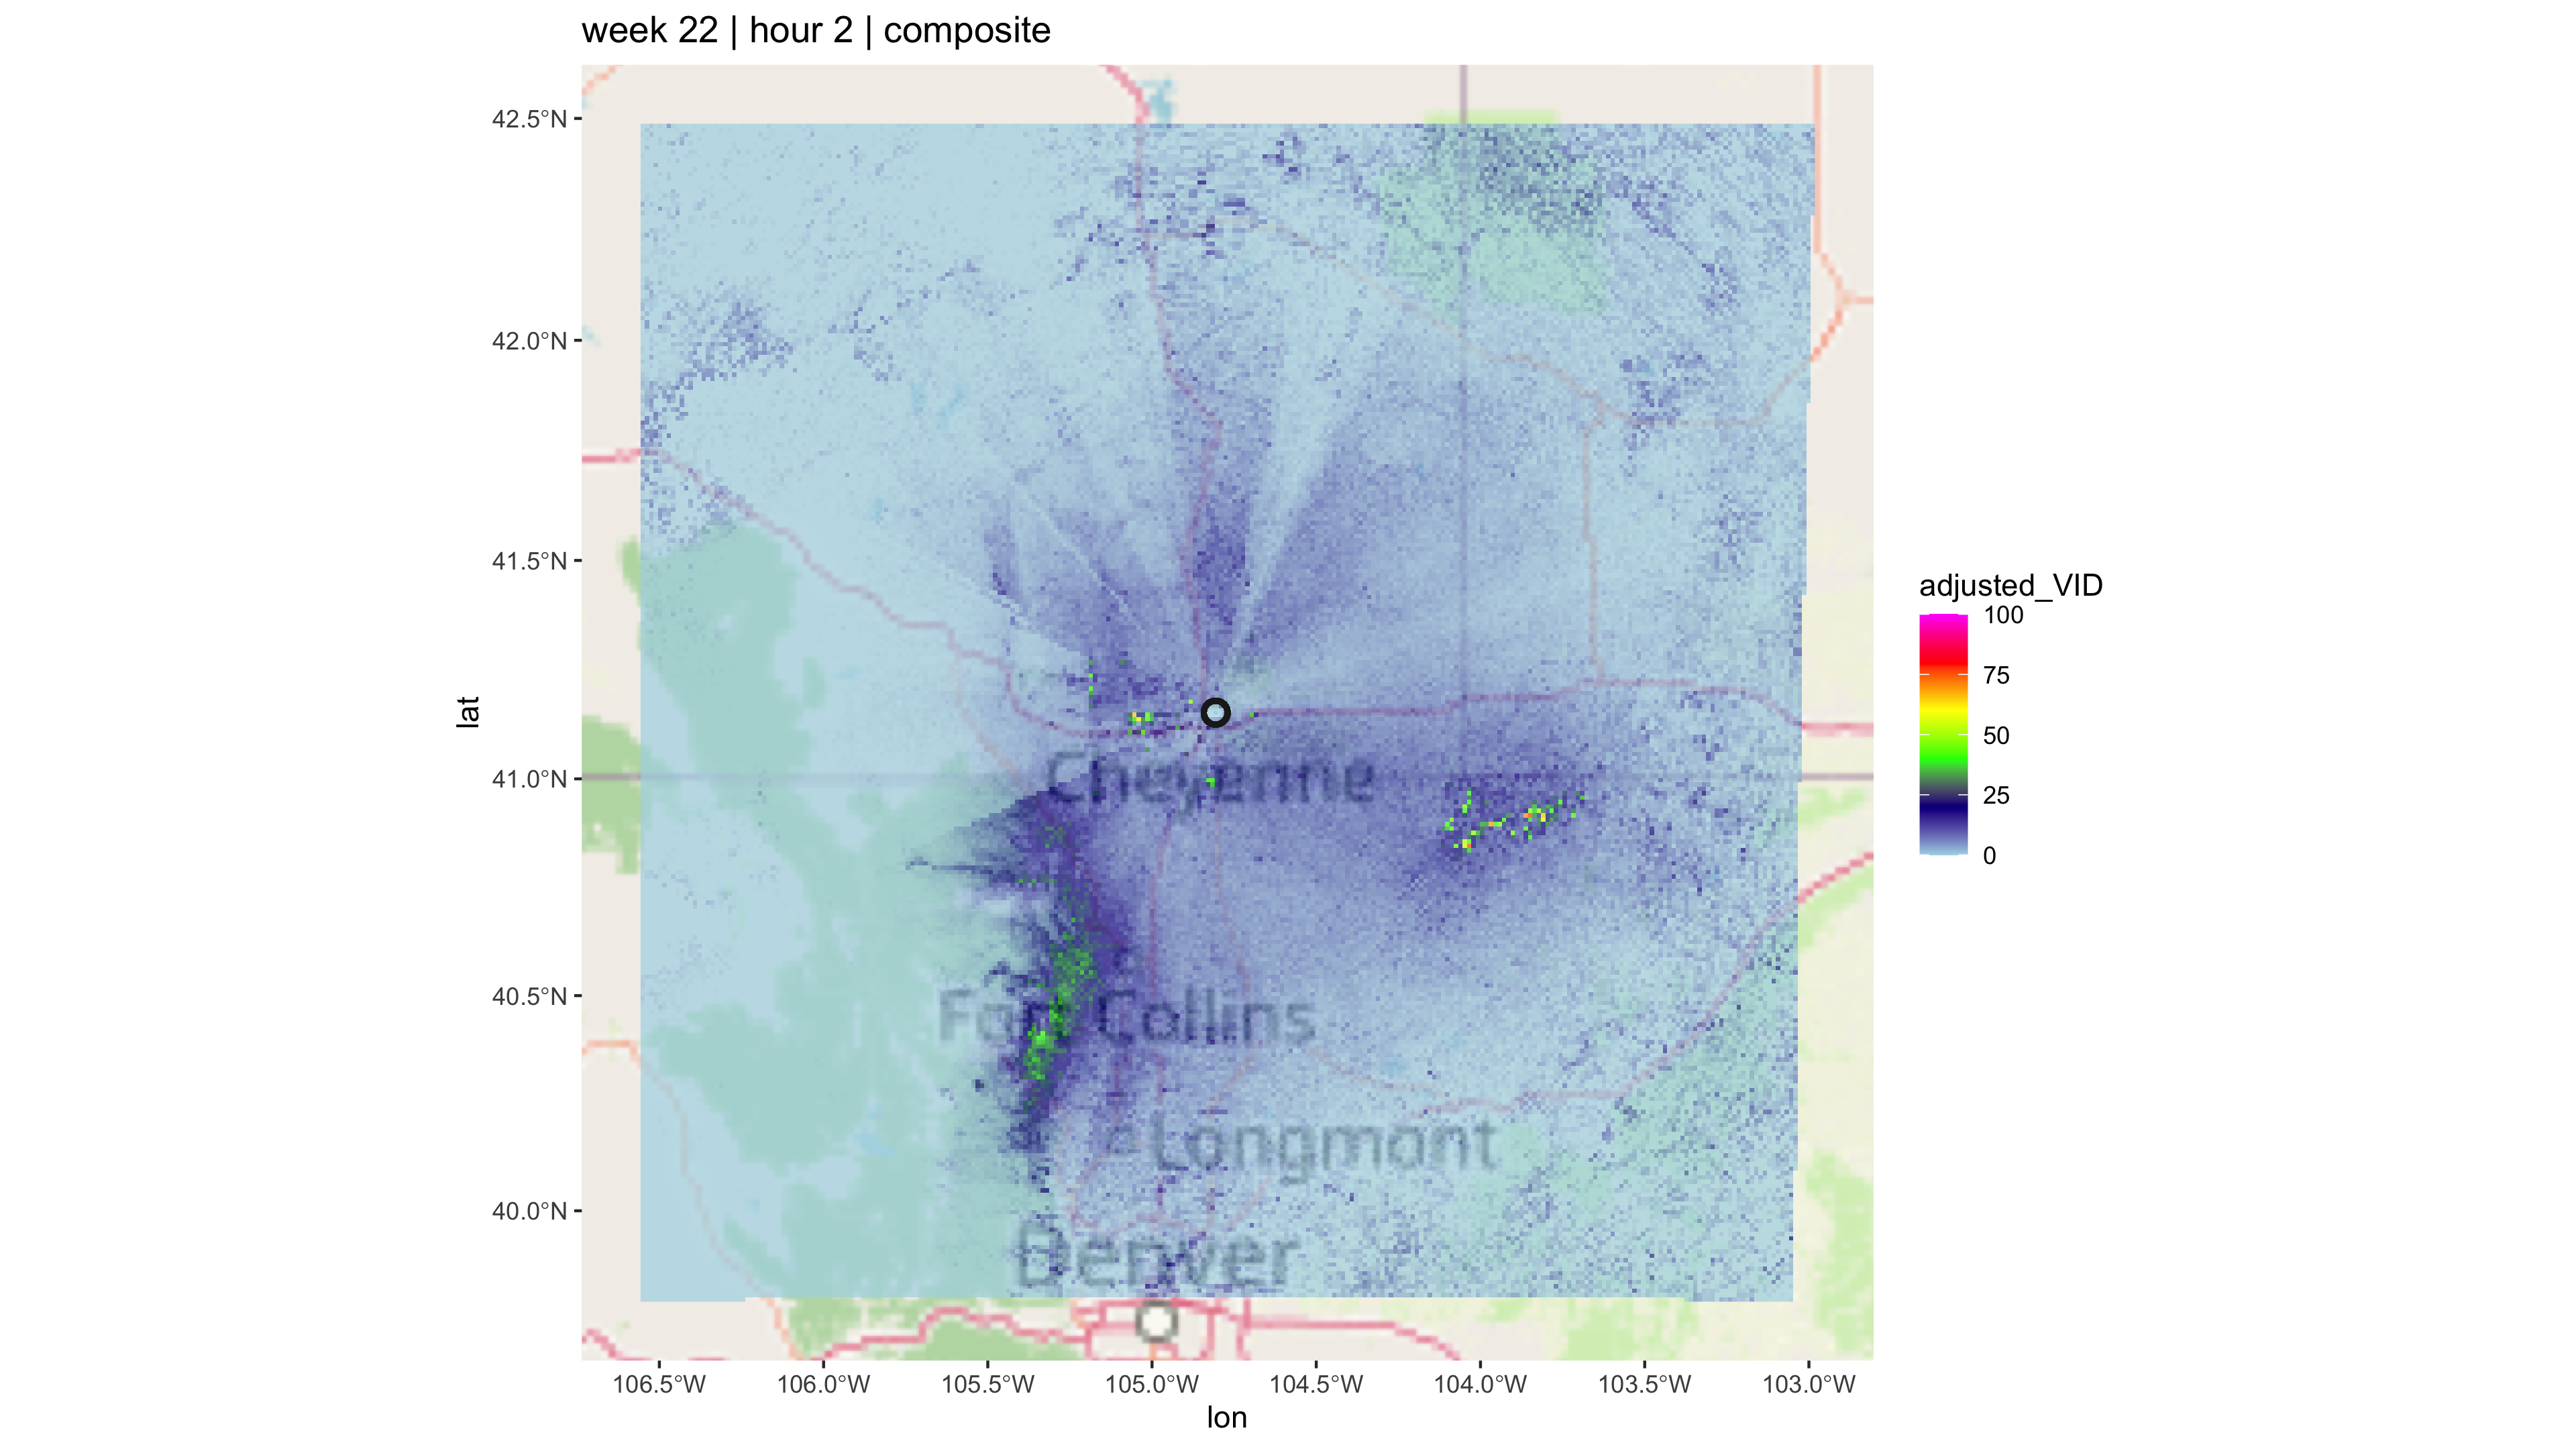 week 22 | hour 2 | composite
42.5°N
42.0°N
41.5°N
41.0°N
40.5°N
40.0°N
lat
Cheyenne
Fort Collins
Longmont
Denver
106.5°W
106.0°W
105.5°W
105.0°W
104.5°W
104.0°W
103.5°W
103.0°W
lon
adjusted_VID
100
75
50
25
0